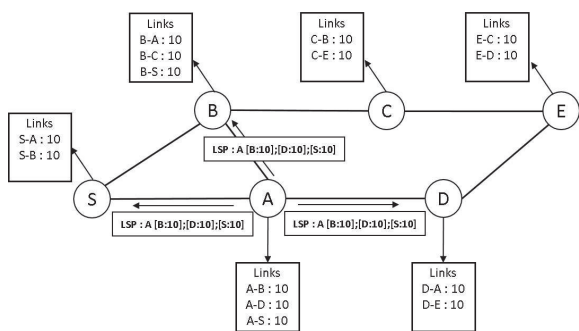 Links
B-A : 10
B-C : 10
B-S : 10
Links
C-B : 10
C-E : 10
Links
E-C : 10
E-D : 10
Links
S-A : 10
S-B : 10
B
C
E
LSP : A [B:10];[D:10];[S:10]
S
A
D
LSP : A [B:10];[D:10];[S:10]
LSP : A [B:10];[D:10];[S:10]
Links
A-B : 10
A-D : 10
A-S : 10
Links
D-A : 10
D-E : 10